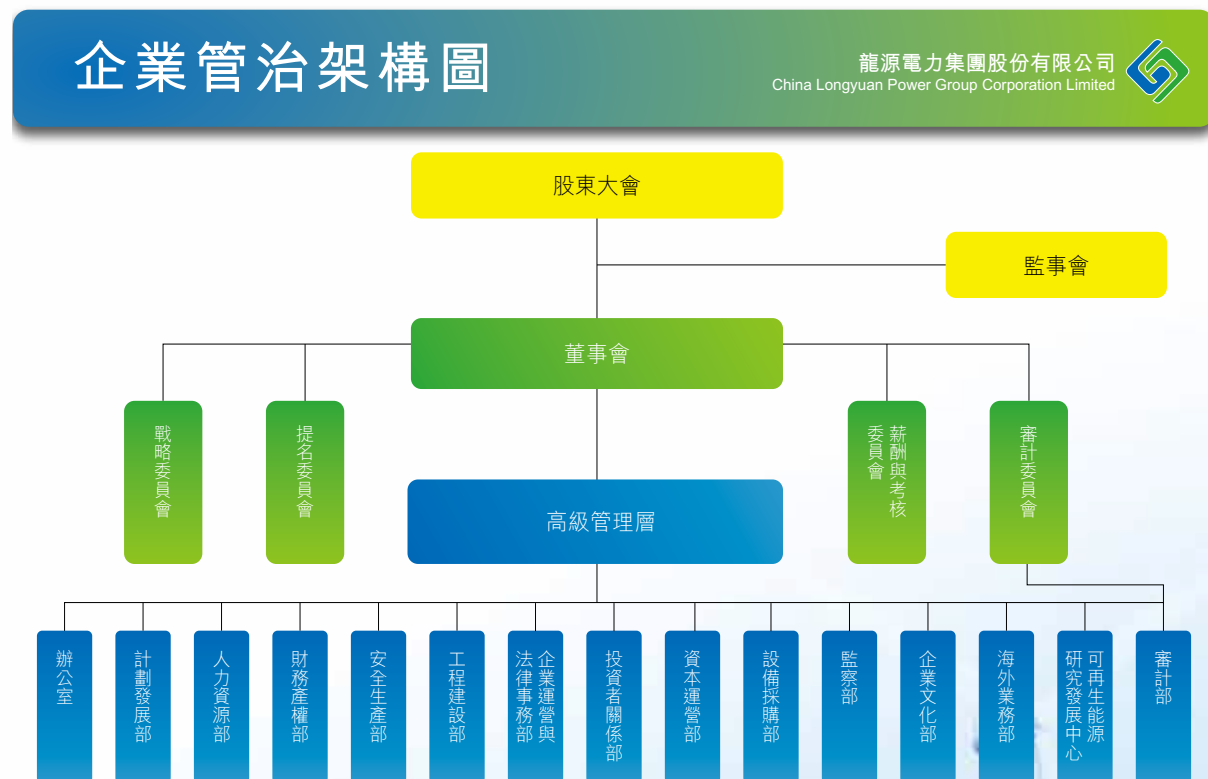 企業管治架構圖
龍源電力集團股份有限公司
China Longyuan Power Group Corporation Limited
股東大會
監事會
董事會
戰略委員會
提名委員會
薪酬與考核
委員會
審計委員會
高級管理層
辦公室
計劃發展部
人力資源部
財務產權部
安全生產部
工程建設部
企業運營與
法律事務部
投資者關係部
資本運營部
設備採購部
監察部
企業文化部
海外業務部
可再生能源
研究發展中心
審計部